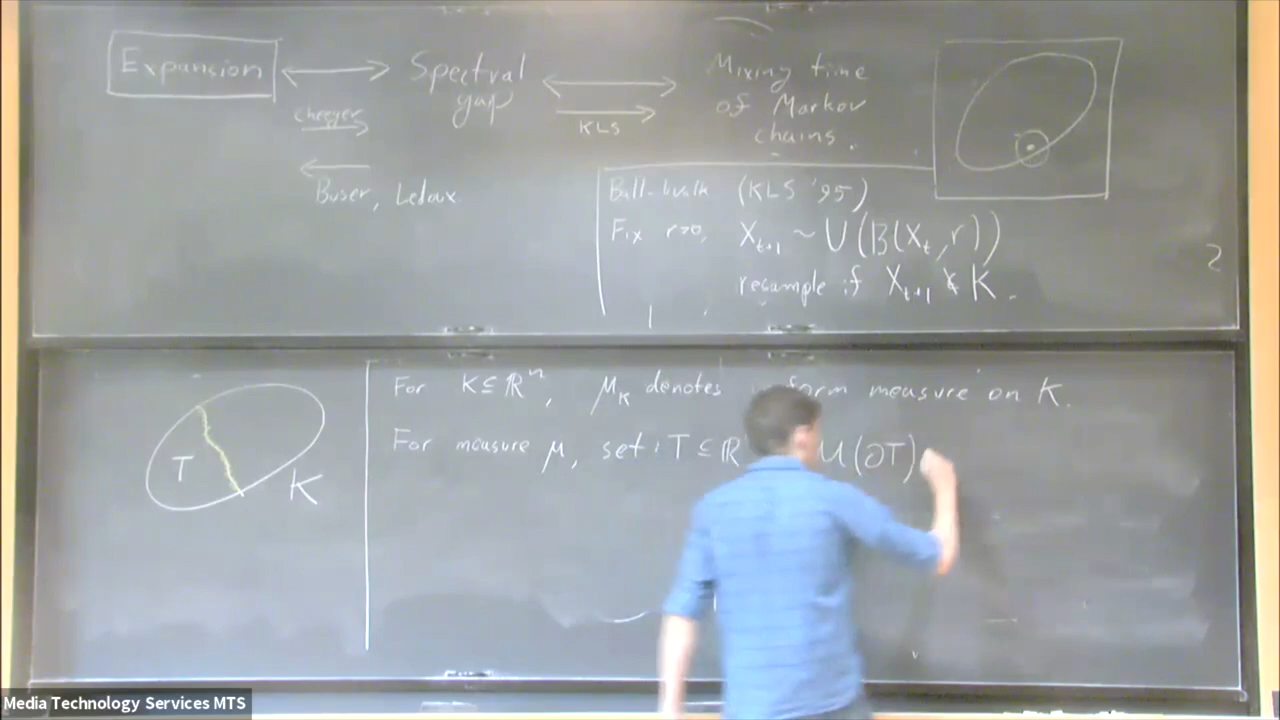 Expansion ⟷ Spectral gap ⟷ Mixing time of Markov chains.
Cheeger →
KLS →
← Buser, Ledoux
Ball-walk (KLS '95)
Fix r>0, X_{t+1} ~ U(B(X_t, r))
resample if X_{t+1} ∉ K.
T
K
For K ⊆ ℝⁿ, μ_K denotes measure on K.
For measure μ, set: T ⊆ ℝ (∂T)
Media Technology Services MTS